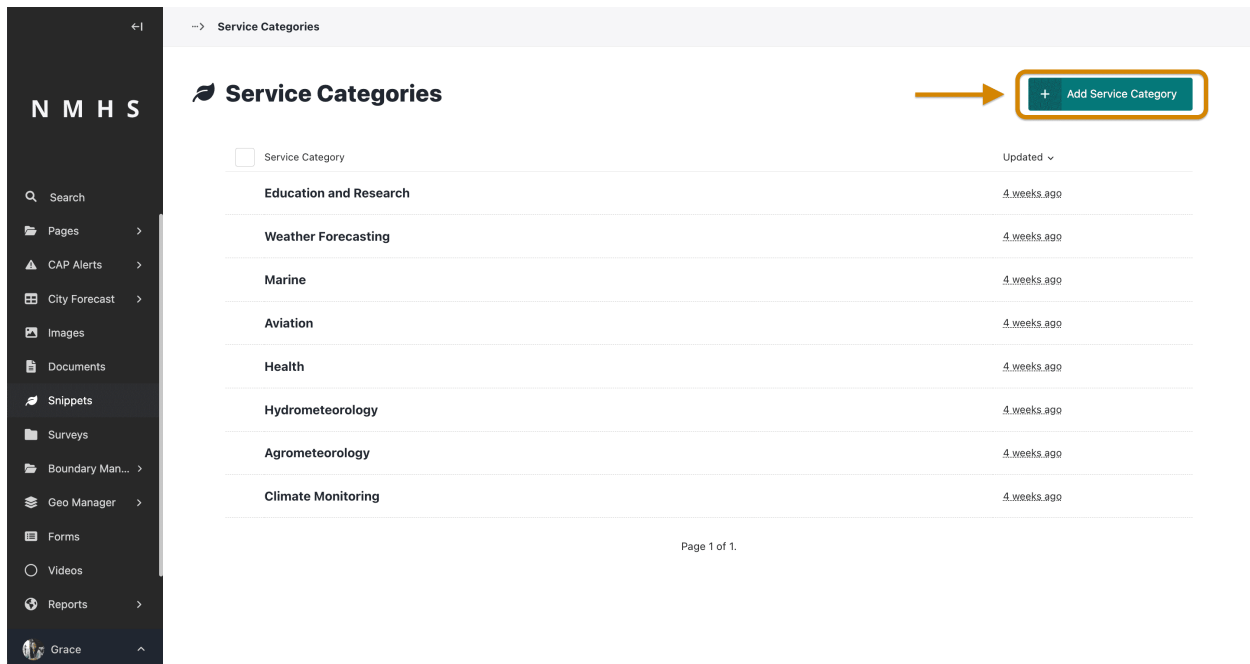 Service Categories
N M H S
Service Categories
+ Add Service Category
Search
Pages
CAP Alerts
City Forecast
Images
Documents
Snippets
Surveys
Boundary Man...
Geo Manager
Forms
Videos
Reports
Grace
Service Category Updated
Education and Research 4 weeks ago
Weather Forecasting 4 weeks ago
Marine 4 weeks ago
Aviation 4 weeks ago
Health 4 weeks ago
Hydrometeorology 4 weeks ago
Agrometeorology 4 weeks ago
Climate Monitoring 4 weeks ago
Page 1 of 1.